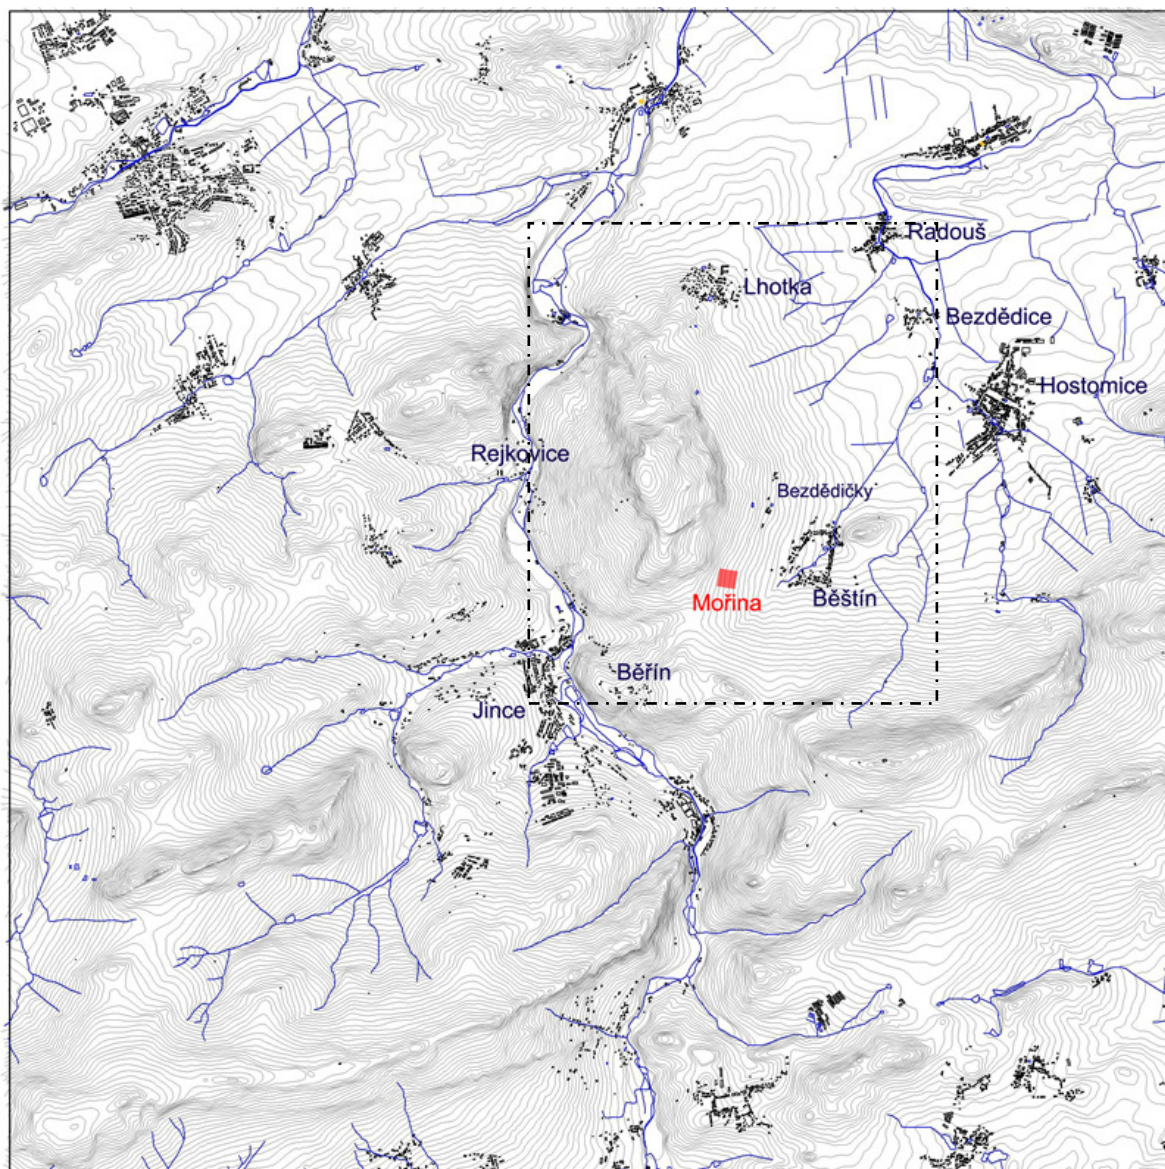 Radouš
Lhotka
Bezdědice
Hostomice
Rejkovice
Bezdědičky
Běštín
Mořina
Běřín
Jince